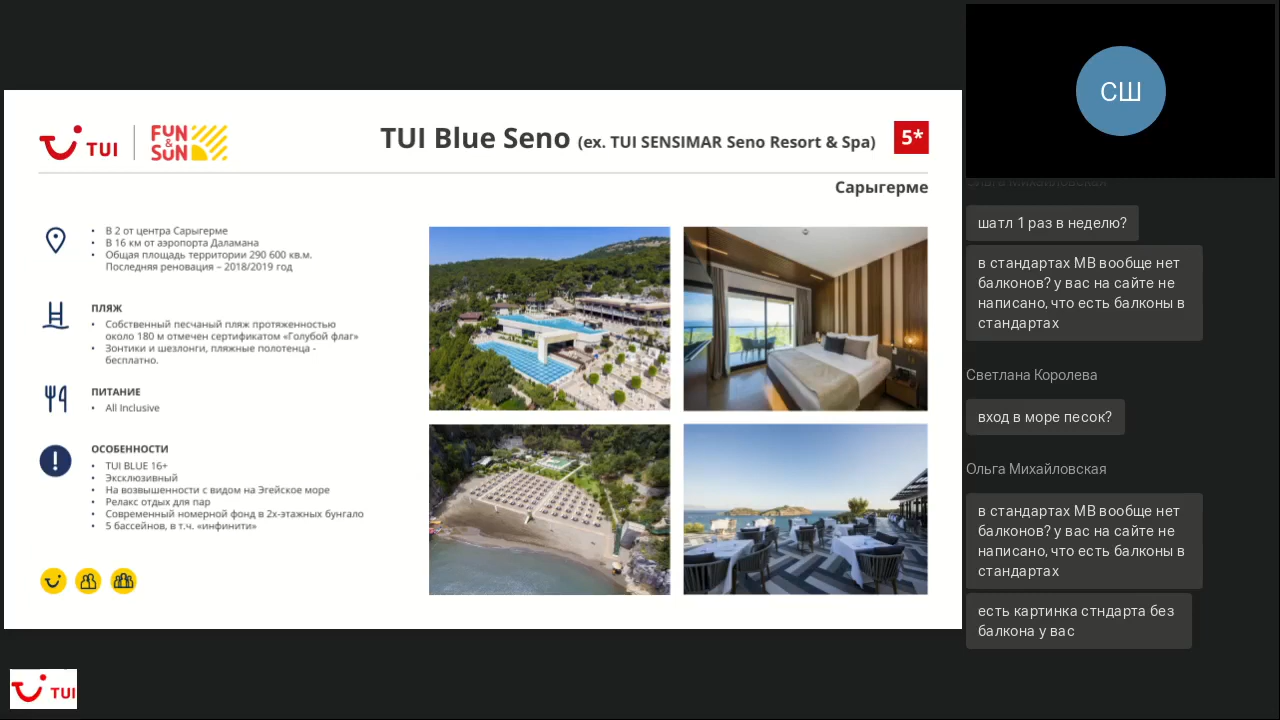 TUI
FUN
&
SUN
TUI Blue Seno (ex. TUI SENSIMAR Seno Resort & Spa)
5*
Сарыгерме
В 2 от центра Сарыгерме
В 16 км от аэропорта Даламана
Общая площадь территории 290 600 кв.м.
Последняя реновация – 2018/2019 год
ПЛЯЖ
Собственный песчаный пляж протяженностью
около 180 м отмечен сертификатом «Голубой флаг»
Зонтики и шезлонги, пляжные полотенца -
бесплатно.
ПИТАНИЕ
All Inclusive
ОСОБЕННОСТИ
TUI BLUE 16+
Эксклюзивный
На возвышенности с видом на Эгейское море
Релакс отдых для пар
Современный номерной фонд в 2х-этажных бунгало
5 бассейнов, в т.ч. «инфинити»
TUI
СШ
шатл 1 раз в неделю?
в стандартах МВ вообще нет
балконов? у вас на сайте не
написано, что есть балконы в
стандартах
Светлана Королева
вход в море песок?
Ольга Михайловская
в стандартах МВ вообще нет
балконов? у вас на сайте не
написано, что есть балконы в
стандартах
есть картинка стндарта без
балкона у вас